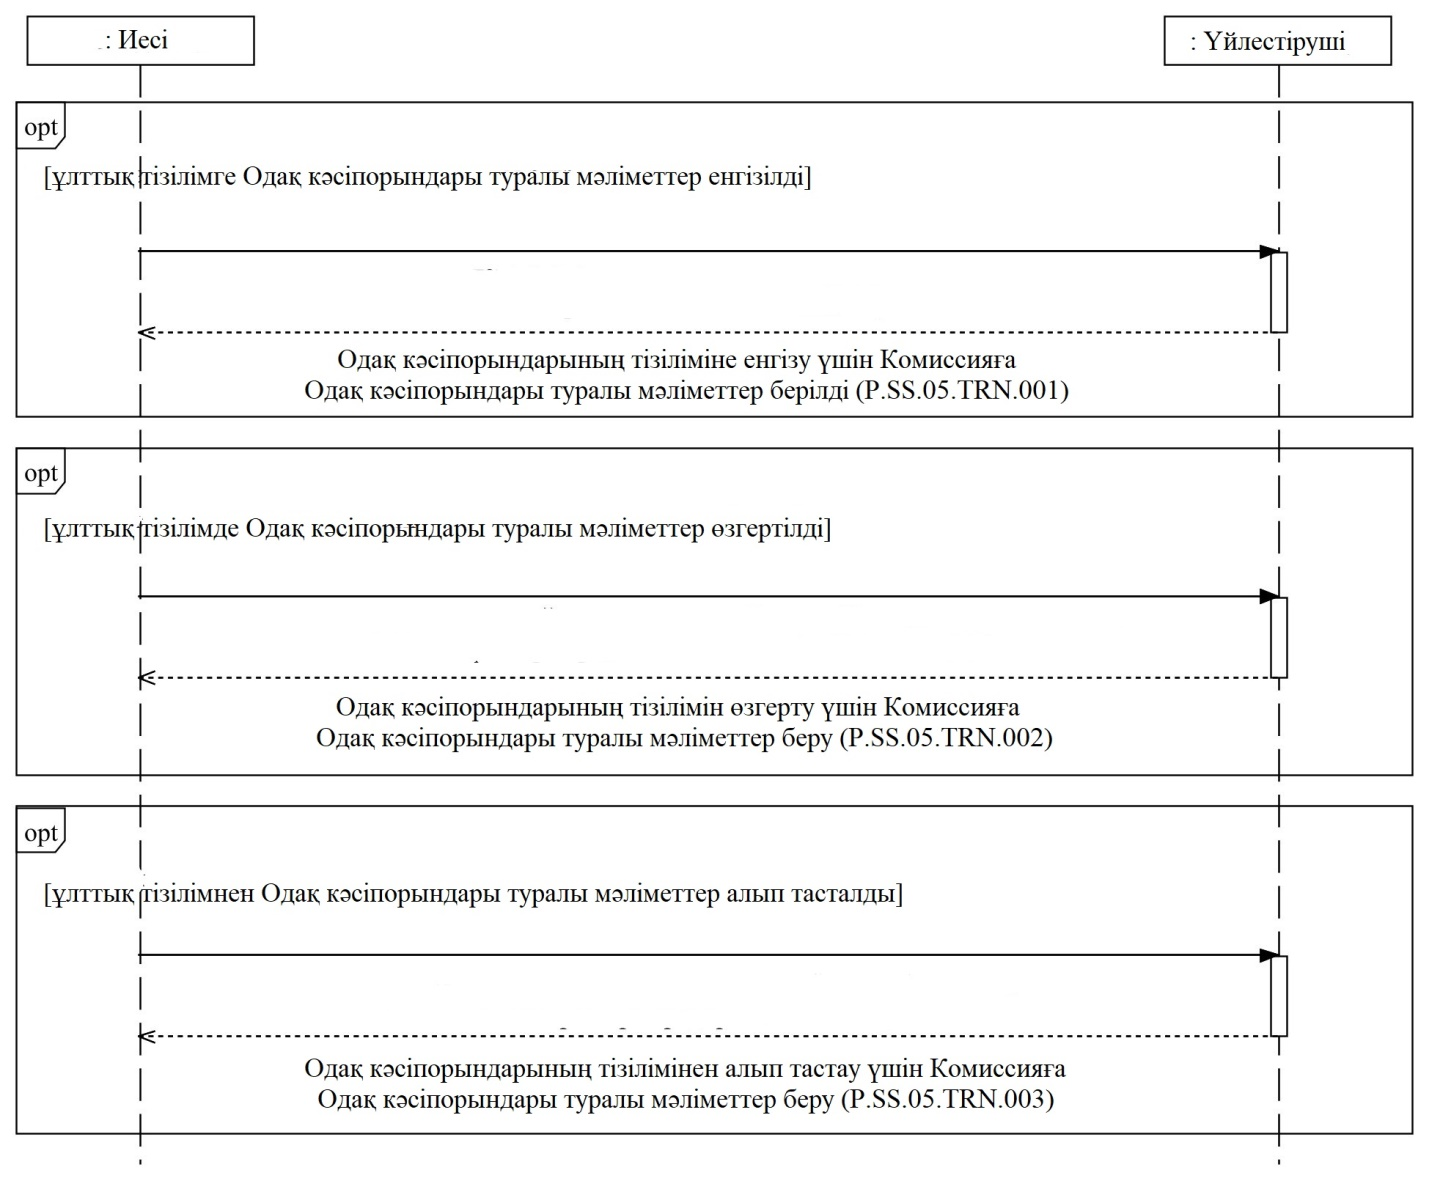 : Иесі
: Үйлестіруші
opt
[ұлттық тізілімге Одақ кәсіпорындары туралы мәліметтер енгізілді]
Одақ кәсіпорындарының тізіліміне енгізу үшін Комиссияға
Одақ кәсіпорындары туралы мәліметтер берілді (P.SS.05.TRN.001)
opt
[ұлттық тізілімде Одақ кәсіпорындары туралы мәліметтер өзгертілді]
Одақ кәсіпорындарының тізілімін өзгерту үшін Комиссияға
Одақ кәсіпорындары туралы мәліметтер беру (P.SS.05.TRN.002)
opt
[ұлттық тізілімнен Одақ кәсіпорындары туралы мәліметтер алып тасталды]
Одақ кәсіпорындарының тізілімінен алып тастау үшін Комиссияға
Одақ кәсіпорындары туралы мәліметтер беру (P.SS.05.TRN.003)